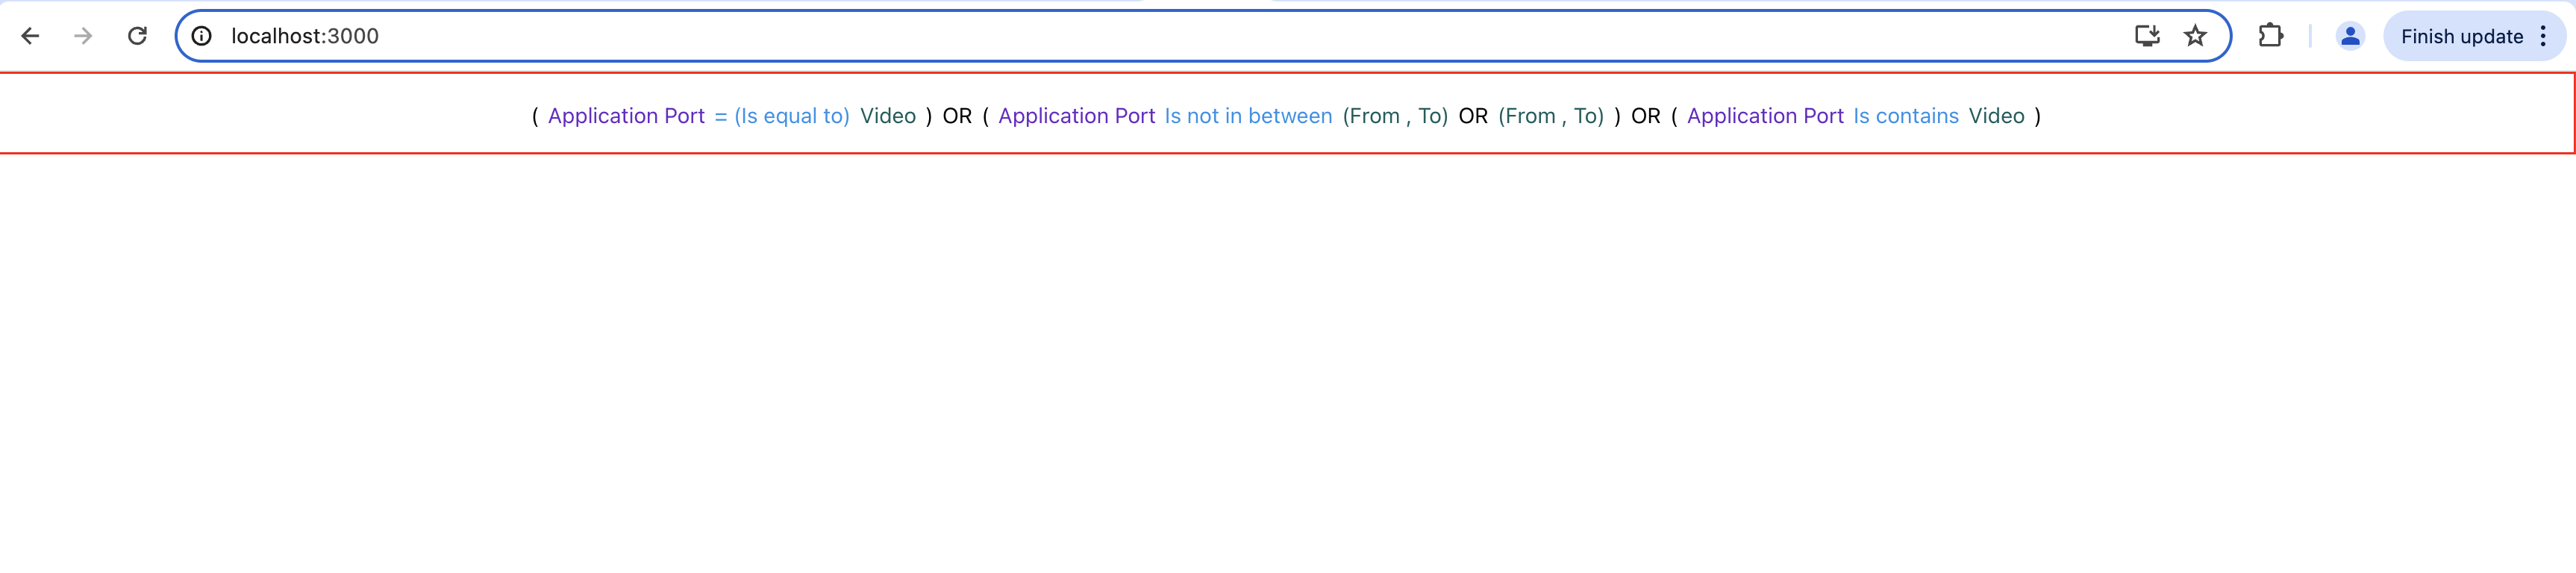 localhost:3000 Finish update
( Application Port = (Is equal to) Video ) OR ( Application Port Is not in between (From , To) OR (From , To) ) OR ( Application Port Is contains Video )